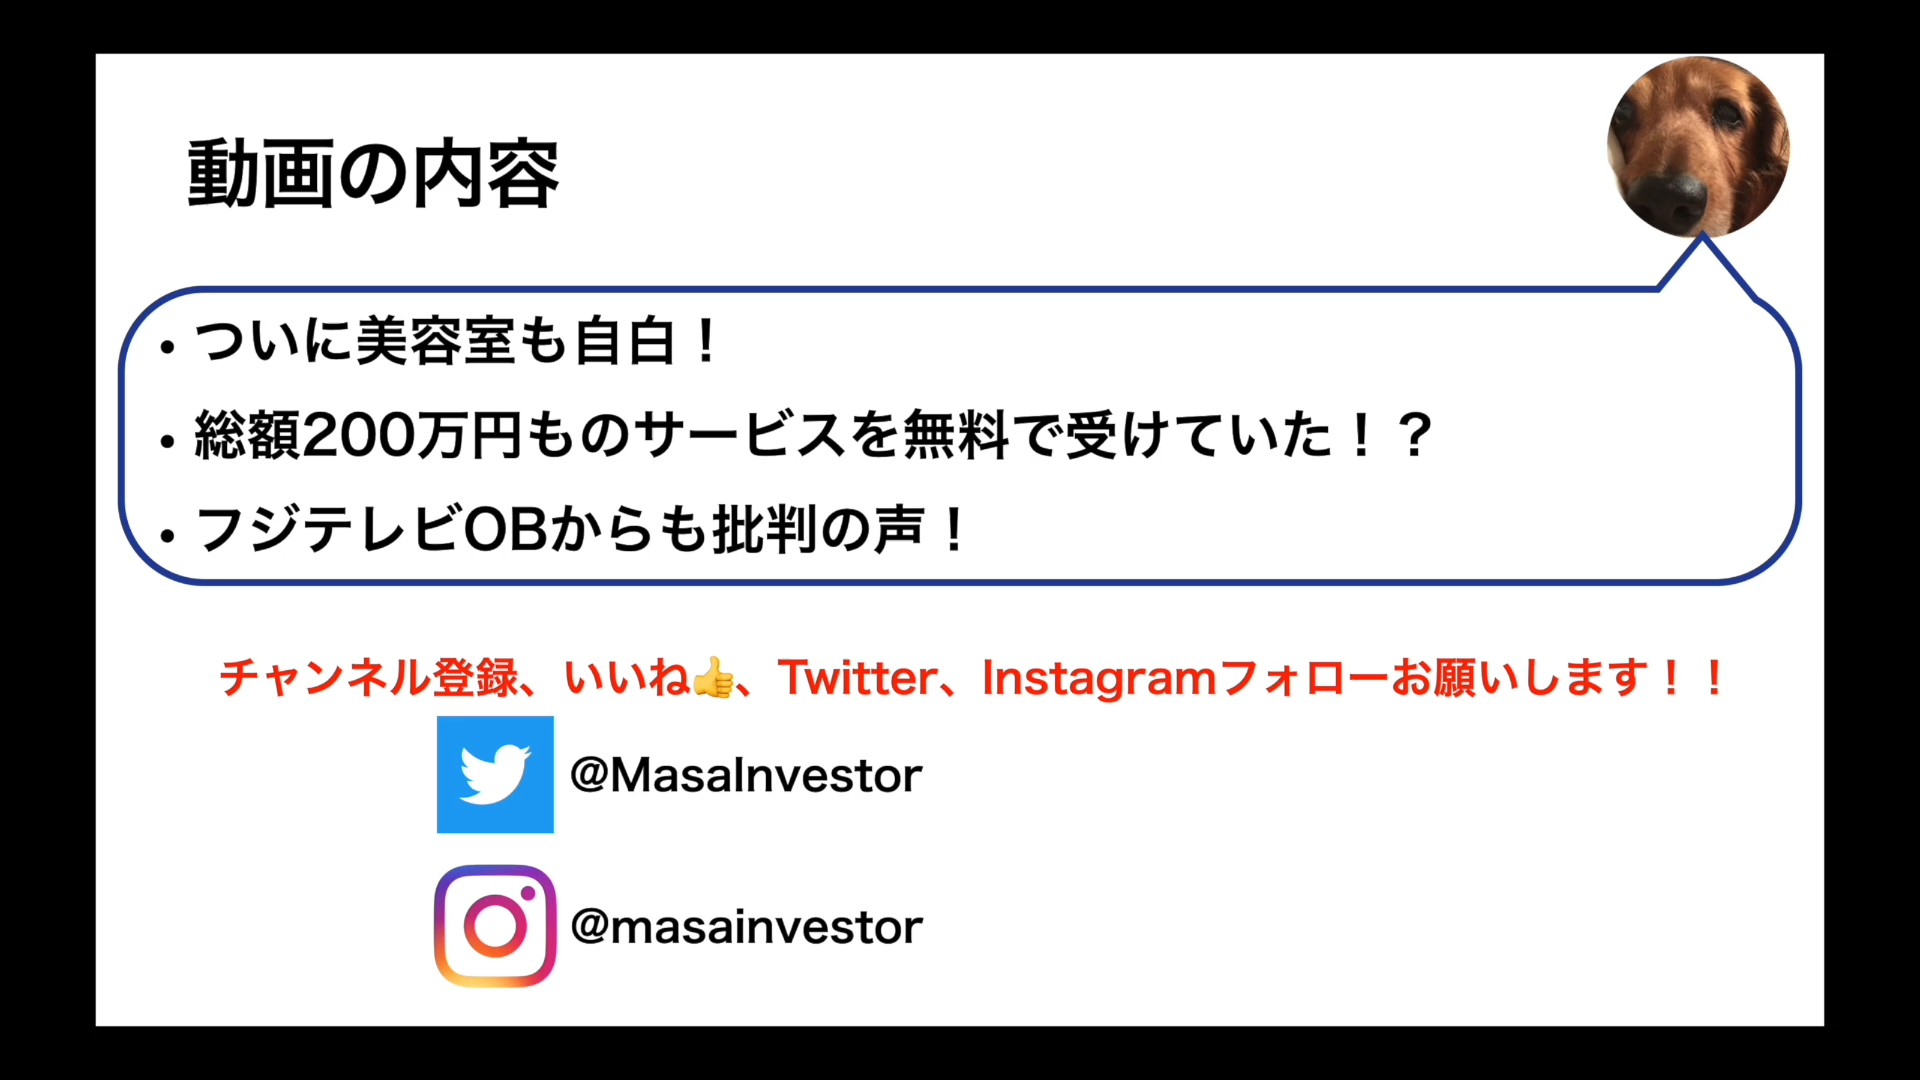 動画の内容
• ついに美容室も自白！
• 総額200万円ものサービスを無料で受けていた！？
• フジテレビOBからも批判の声！
チャンネル登録、いいね👍、Twitter、Instagramフォローお願いします！！
@MasaInvestor
@masainvestor